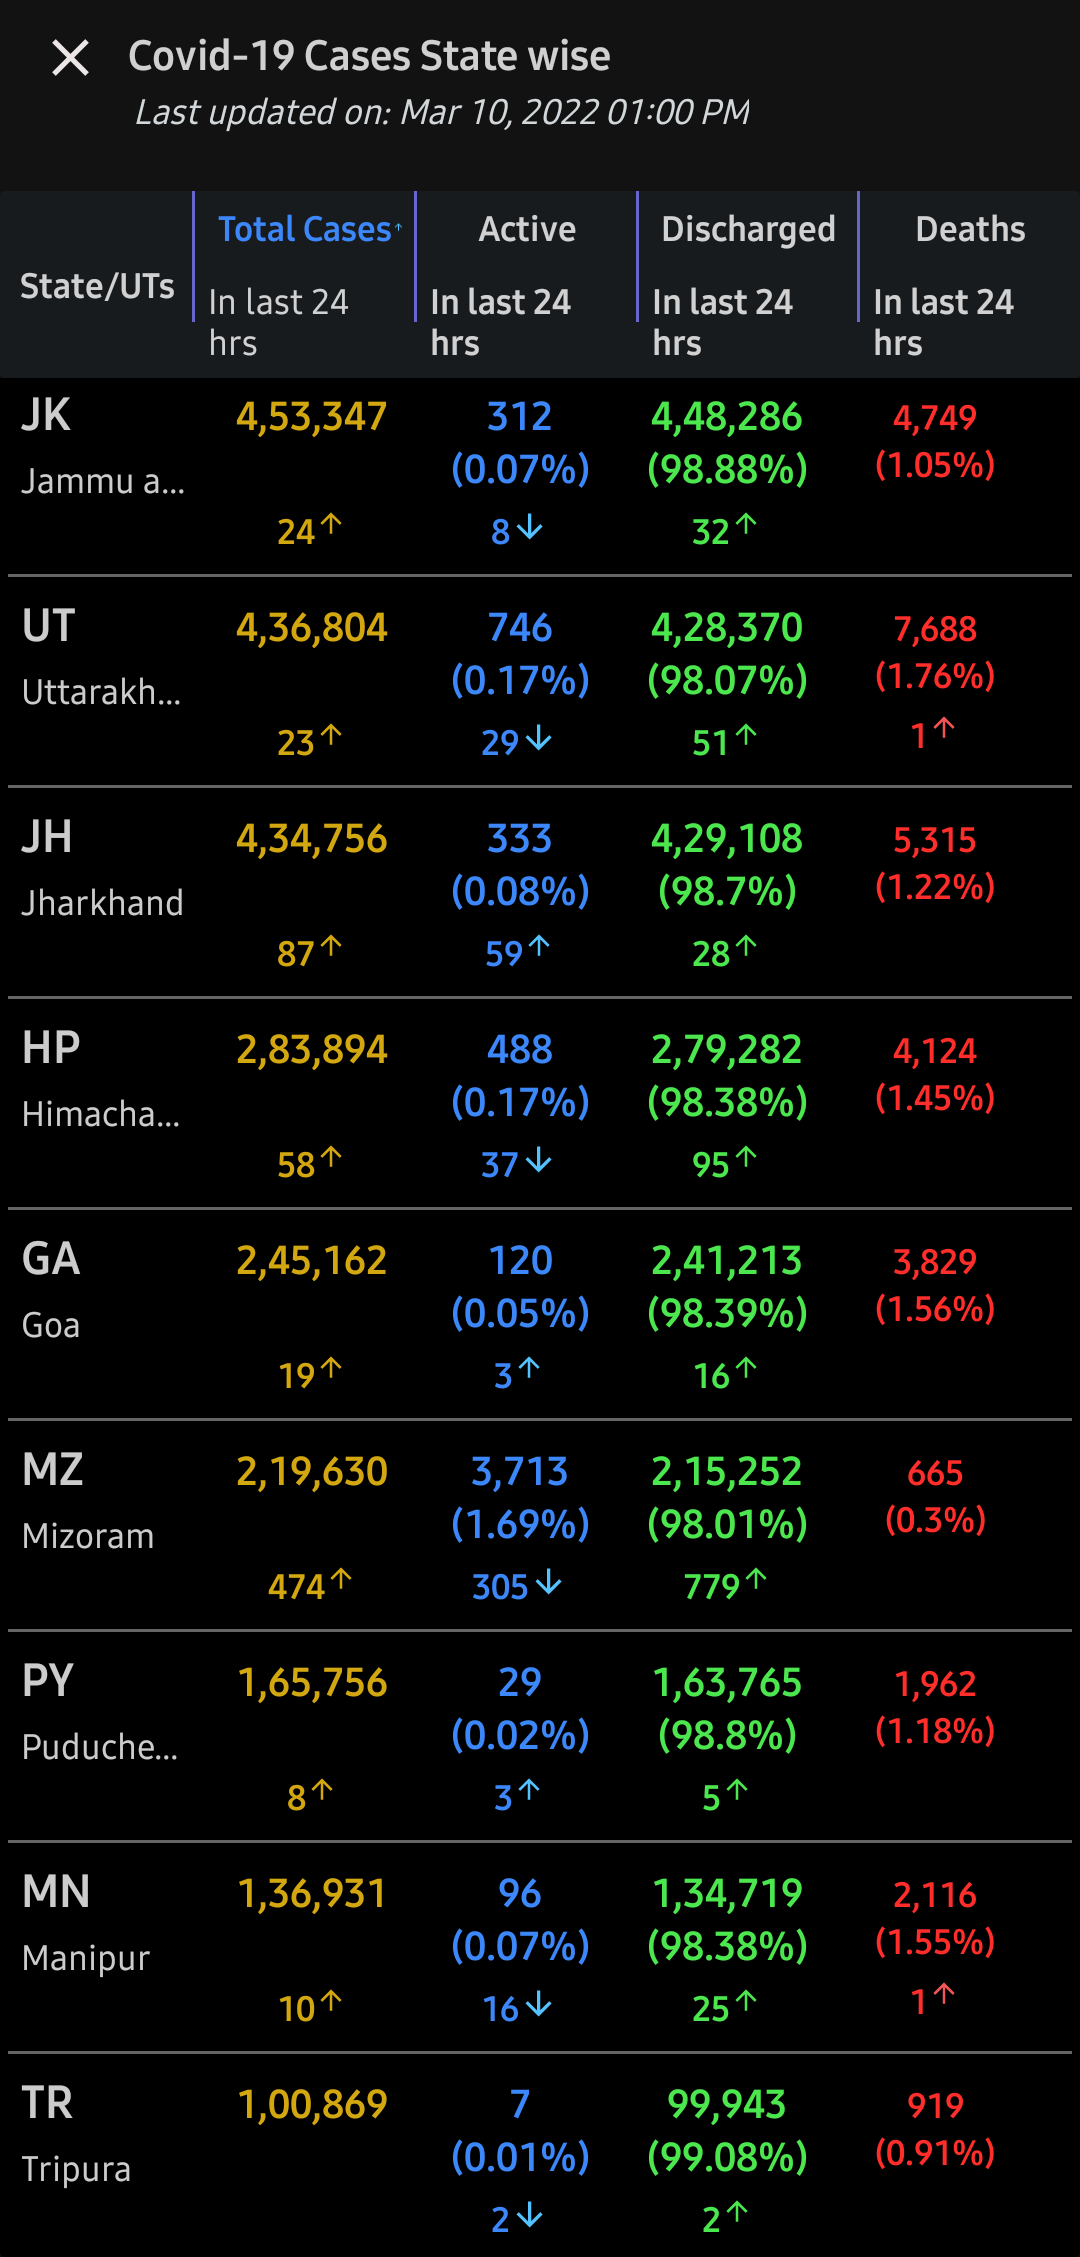 Covid-19 Cases State wise
Last updated on: Mar 10, 2022 01:00 PM
State/UTs
Total Cases↑ Active Discharged Deaths
In last 24 hrs In last 24 hrs In last 24 hrs In last 24 hrs
JK 4,53,347 312 4,48,286 4,749
Jammu a... (0.07%) (98.88%) (1.05%)
24↑ 8↓ 32↑
UT 4,36,804 746 4,28,370 7,688
Uttarakh... (0.17%) (98.07%) (1.76%)
23↑ 29↓ 51↑ 1↑
JH 4,34,756 333 4,29,108 5,315
Jharkhand (0.08%) (98.7%) (1.22%)
87↑ 59↑ 28↑
HP 2,83,894 488 2,79,282 4,124
Himacha... (0.17%) (98.38%) (1.45%)
58↑ 37↓ 95↑
GA 2,45,162 120 2,41,213 3,829
Goa (0.05%) (98.39%) (1.56%)
19↑ 3↑ 16↑
MZ 2,19,630 3,713 2,15,252 665
Mizoram (1.69%) (98.01%) (0.3%)
474↑ 305↓ 779↑
PY 1,65,756 29 1,63,765 1,962
Puduche... (0.02%) (98.8%) (1.18%)
8↑ 3↑ 5↑
MN 1,36,931 96 1,34,719 2,116
Manipur (0.07%) (98.38%) (1.55%)
10↑ 16↓ 25↑ 1↑
TR 1,00,869 7 99,943 919
Tripura (0.01%) (99.08%) (0.91%)
2↓ 2↑